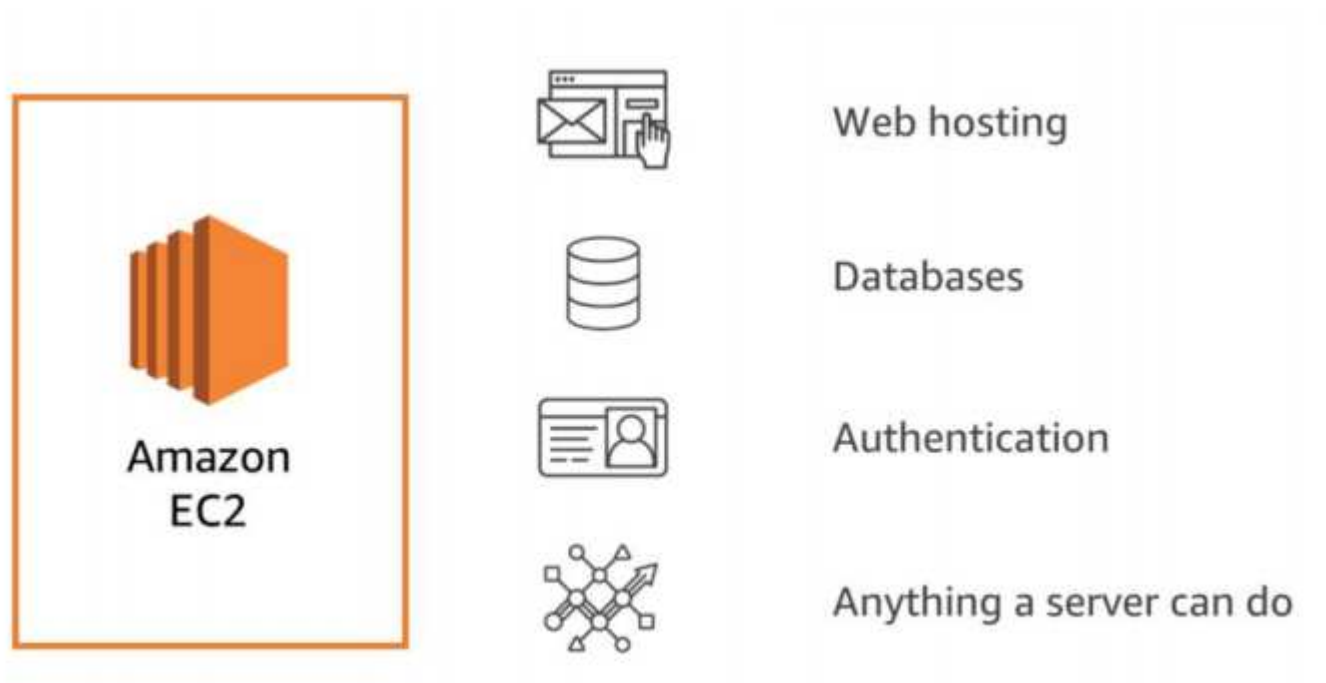 Amazon
EC2
Web hosting
Databases
Authentication
Anything a server can do